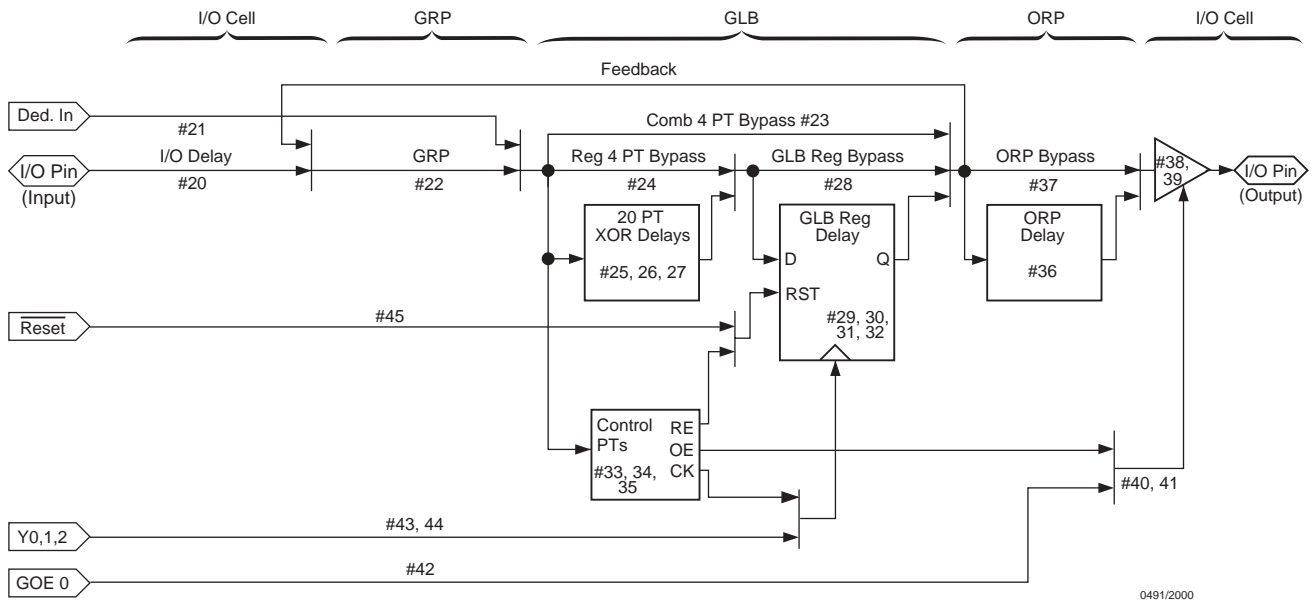 I/O Cell
GRP
GLB
ORP
I/O Cell
Feedback
Ded. In
#21
Comb 4 PT Bypass #23
I/O Pin
(Input)
I/O Delay
#20
GRP
#22
Reg 4 PT Bypass
#24
GLB Reg Bypass
#28
ORP Bypass
#37
#38,
39
I/O Pin
(Output)
20 PT
XOR Delays
#25, 26, 27
GLB Reg
Delay
D
Q
RST
#29, 30,
31, 32
ORP
Delay
#36
Reset
#45
Control
PTs
#33, 34,
35
RE
OE
CK
#40, 41
Y0,1,2
#43, 44
GOE 0
#42
0491/2000